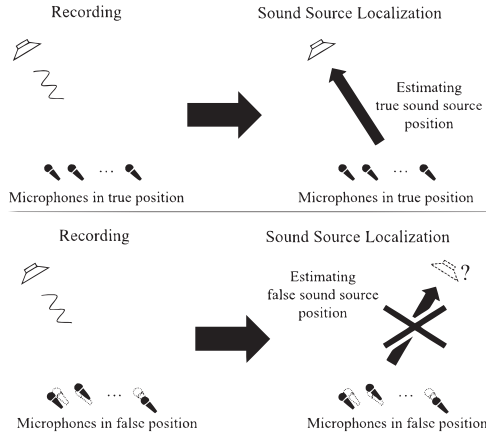 Recording
Sound Source Localization
Estimating
true sound source
position
...
...
Microphones in true position
Microphones in true position
Recording
Sound Source Localization
Estimating
false sound source
position
?
...
...
Microphones in false position
Microphones in false position